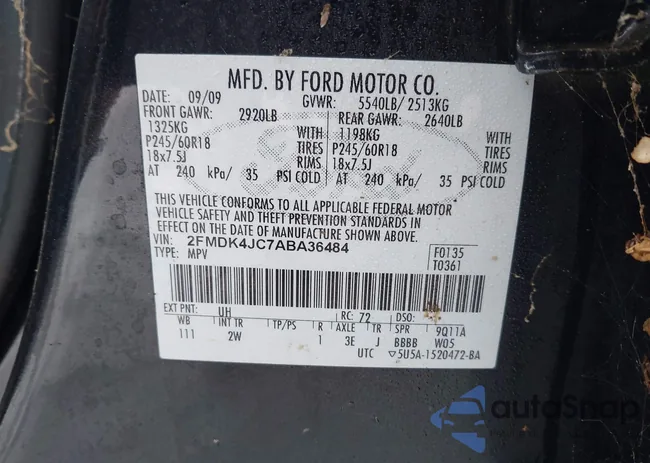 MFD. BY FORD MOTOR CO.
DATE: 09/09 GVWR: 5540LB/ 2513KG
FRONT GAWR: 2920LB REAR GAWR: 2640LB
1325KG WITH 1198KG WITH
P245/60R18 TIRES P245/60R18 TIRES
18x7.5J RIMS 18x7.5J RIMS
AT 240 kPa/ 35 PSI COLD AT 240 kPa/ 35 PSI COLD
THIS VEHICLE CONFORMS TO ALL APPLICABLE FEDERAL MOTOR
VEHICLE SAFETY AND THEFT PREVENTION STANDARDS IN
EFFECT ON THE DATE OF MANUFACTURE SHOWN ABOVE.
VIN: 2FMDK4JC7ABA36484 F0135
TYPE: MPV T0361
EXT PNT: UH RC: 72 DSO:
WB INT TR TP/PS R AXLE TR SPR 9Q11A
111 2W 1 3E J BBBB W05
UTC ▽5U5A-1520472-BA
autoSnap